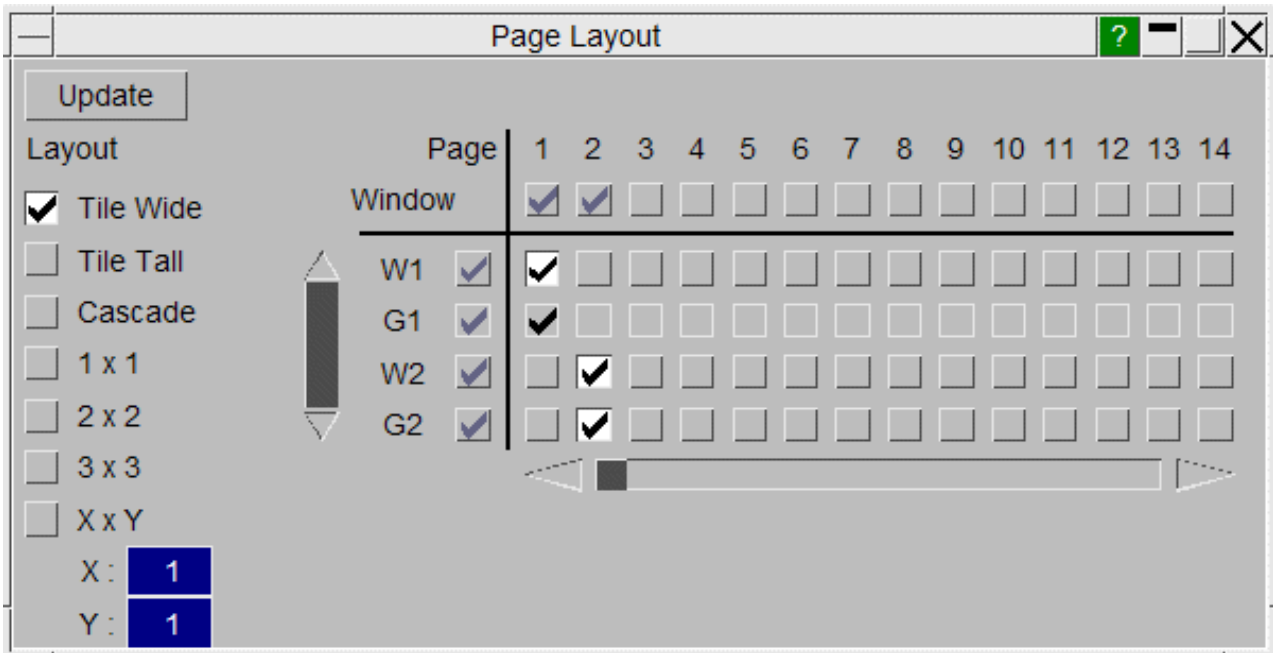 Page Layout ?
Update
Layout
Page 1 2 3 4 5 6 7 8 9 10 11 12 13 14
Window
Tile Wide
Tile Tall
Cascade
1 x 1
2 x 2
3 x 3
X x Y
X : 1
Y : 1
W1
G1
W2
G2